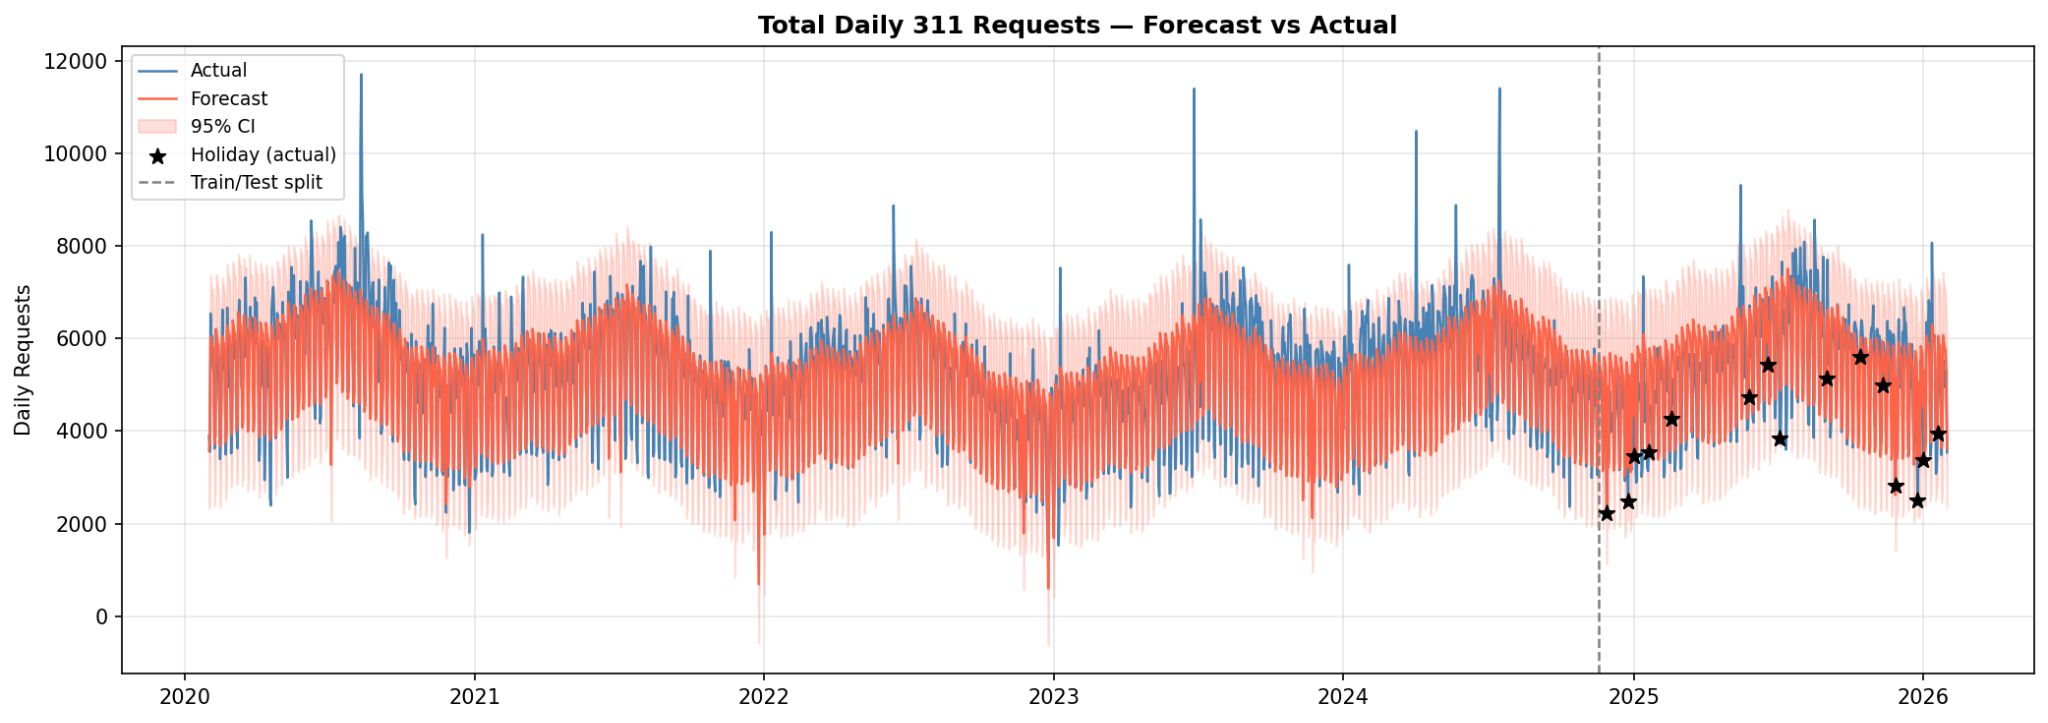 Total Daily 311 Requests — Forecast vs Actual
Actual
Forecast
95% CI
Holiday (actual)
Train/Test split
Daily Requests
12000
10000
8000
6000
4000
2000
0
2020
2021
2022
2023
2024
2025
2026